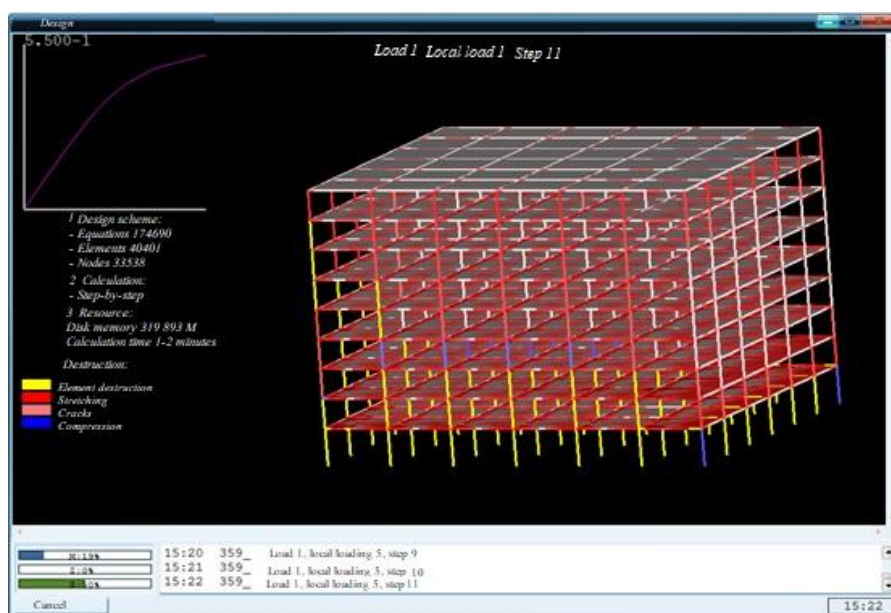 Design
5.500-1
Load 1 Local load 1 Step 11
1 Design scheme:
- Equations 174690
- Elements 40401
- Nodes 33538
2 Calculation:
- Step-by-step
3 Resource:
Disk memory 319 893 M
Calculation time 1-2 minutes
Destruction:
Element destruction
Stretching
Cracks
Compression
15:20 359_ Load 1, local loading 5, step 9
15:21 359_ Load 1, local loading 5, step 10
15:22 359_ Load 1, local loading 5, step 11
Cancel
15:22